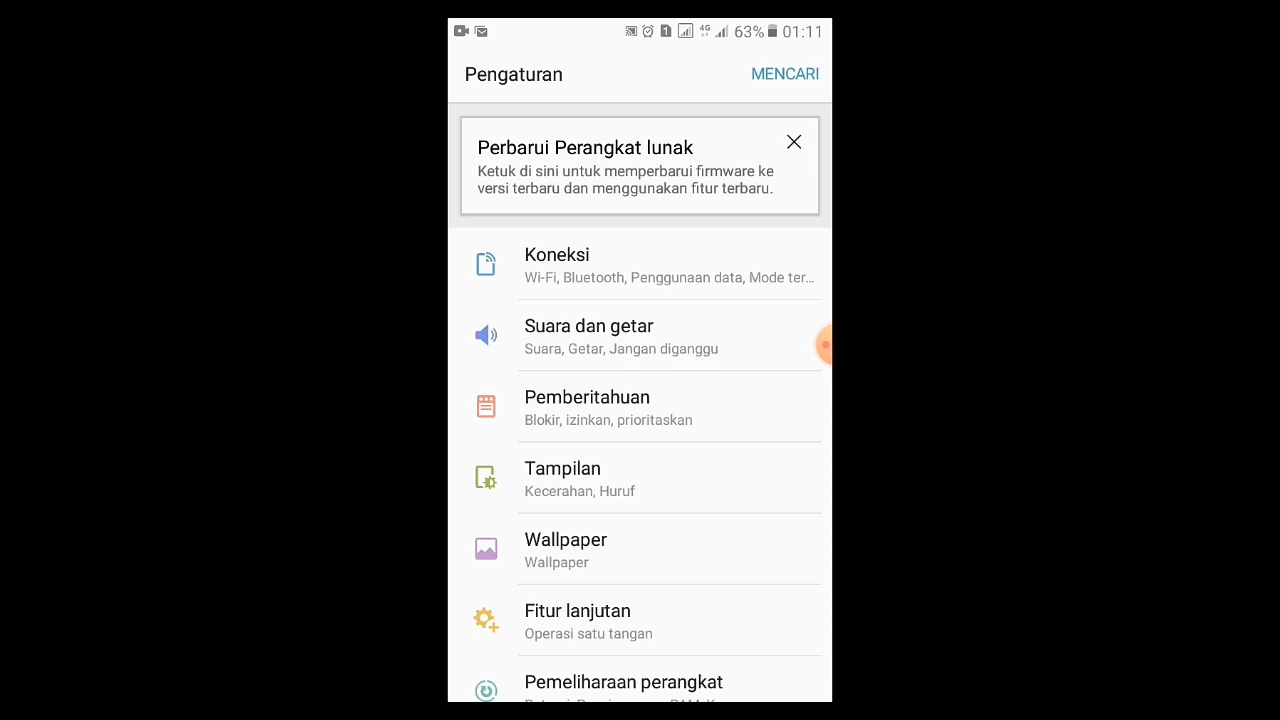 1 4G 63% 01:11
Pengaturan MENCARI
Perbarui Perangkat lunak
Ketuk di sini untuk memperbarui firmware ke
versi terbaru dan menggunakan fitur terbaru.
Koneksi
Wi-Fi, Bluetooth, Penggunaan data, Mode ter...
Suara dan getar
Suara, Getar, Jangan diganggu
Pemberitahuan
Blokir, izinkan, prioritaskan
Tampilan
Kecerahan, Huruf
Wallpaper
Wallpaper
Fitur lanjutan
Operasi satu tangan
Pemeliharaan perangkat